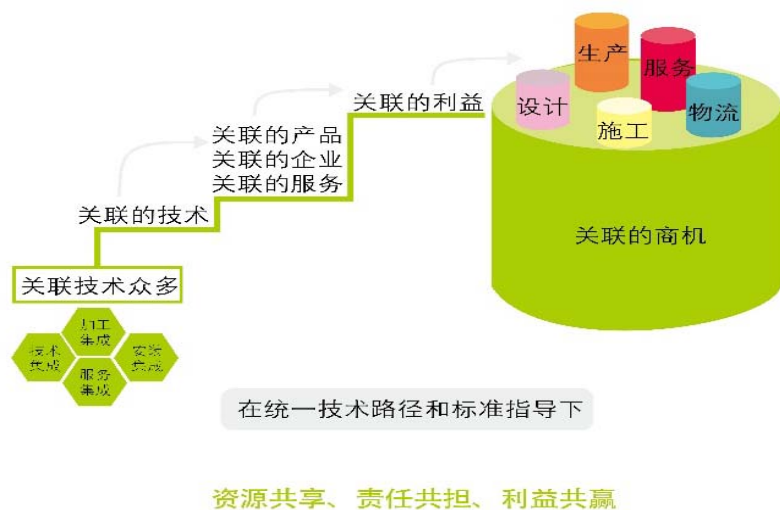 生产
服务
设计
施工
物流
关联的利益
关联的产品
关联的企业
关联的服务
关联的技术
关联的商机
关联技术众多
加工
集成
技术
集成
安装
集成
服务
集成
在统一技术路径和标准指导下
资源共享、责任共担、利益共赢